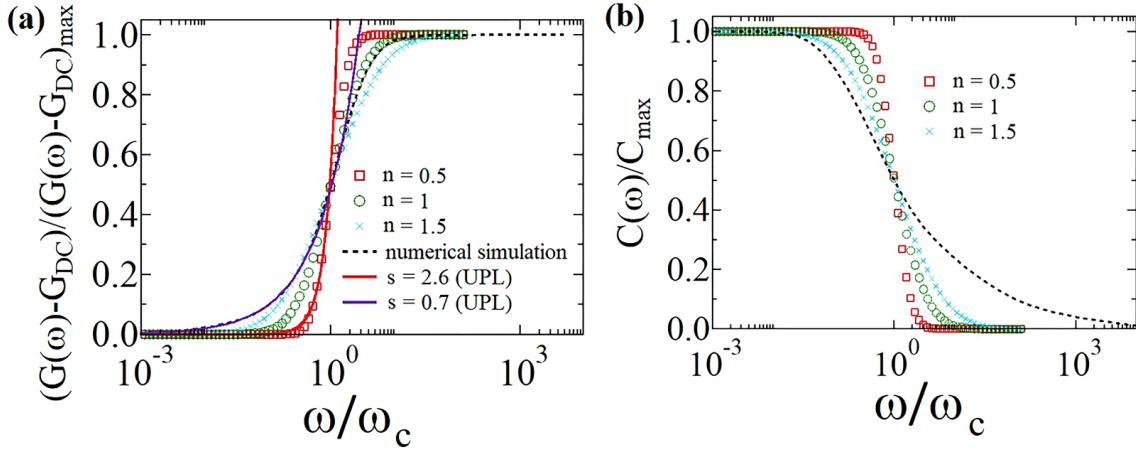 (a)
(G(ω)-G_DC)/(G(ω)-G_DC)_max
1.0
0.8
0.6
0.4
0.2
0.0
n = 0.5
n = 1
n = 1.5
numerical simulation
s = 2.6 (UPL)
s = 0.7 (UPL)
10^-3
10^0
10^3
ω/ω_c
(b)
C(ω)/C_max
1.0
0.8
0.6
0.4
0.2
0.0
n = 0.5
n = 1
n = 1.5
10^-3
10^0
10^3
ω/ω_c